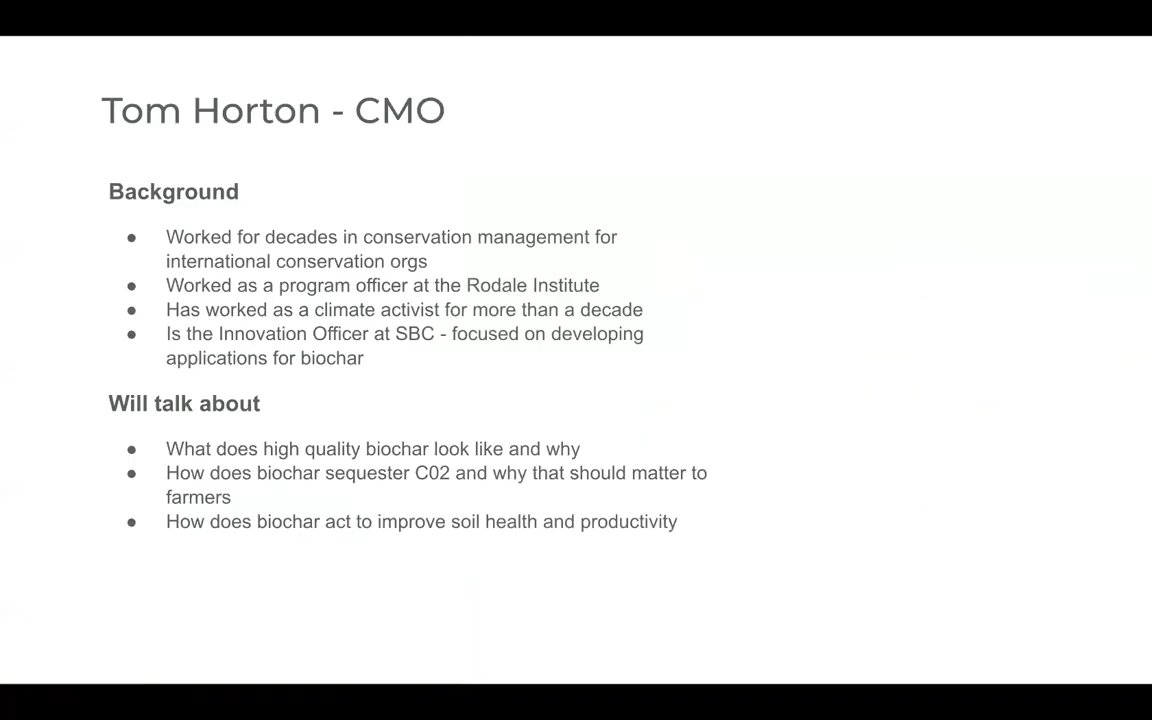 Tom Horton - CMO
Background
● Worked for decades in conservation management for
international conservation orgs
● Worked as a program officer at the Rodale Institute
● Has worked as a climate activist for more than a decade
● Is the Innovation Officer at SBC - focused on developing
applications for biochar
Will talk about
● What does high quality biochar look like and why
● How does biochar sequester C02 and why that should matter to
farmers
● How does biochar act to improve soil health and productivity